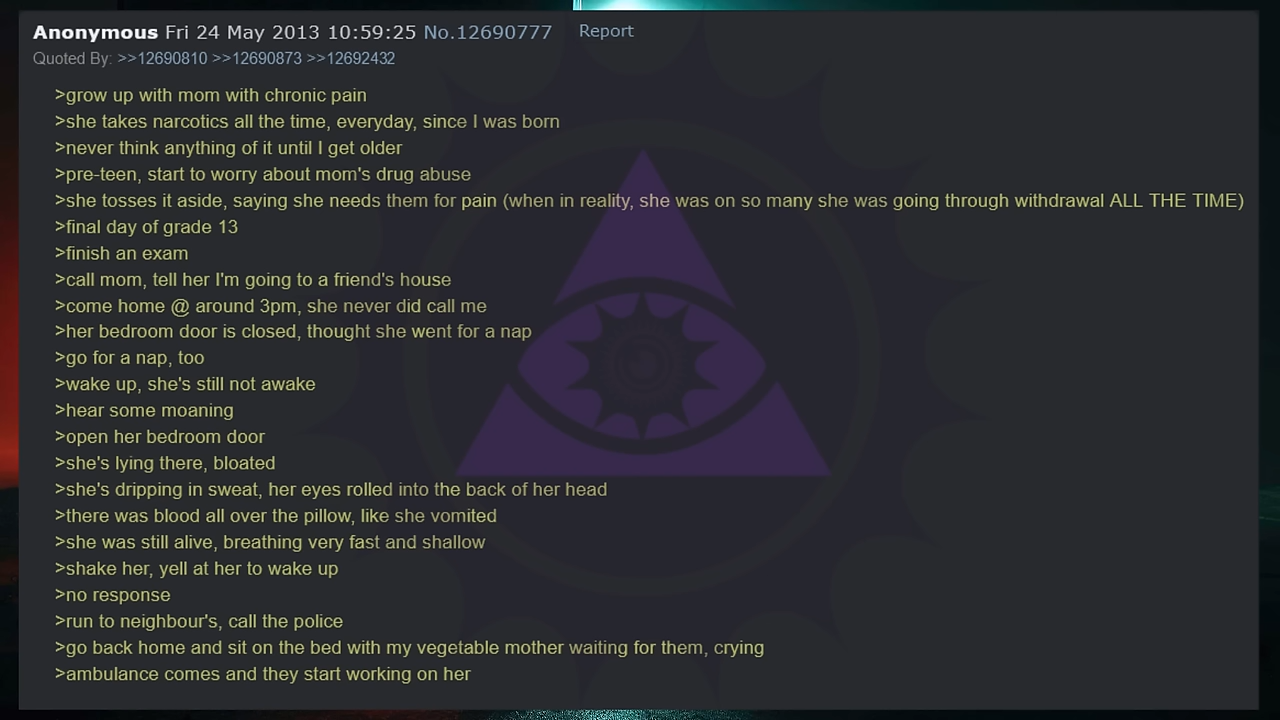 Anonymous Fri 24 May 2013 10:59:25 No.12690777 Report
Quoted By: >>12690810 >>12690873 >>12692432
>grow up with mom with chronic pain
>she takes narcotics all the time, everyday, since I was born
>never think anything of it until I get older
>pre-teen, start to worry about mom's drug abuse
>she tosses it aside, saying she needs them for pain (when in reality, she was on so many she was going through withdrawal ALL THE TIME)
>final day of grade 13
>finish an exam
>call mom, tell her I'm going to a friend's house
>come home @ around 3pm, she never did call me
>her bedroom door is closed, thought she went for a nap
>go for a nap, too
>wake up, she's still not awake
>hear some moaning
>open her bedroom door
>she's lying there, bloated
>she's dripping in sweat, her eyes rolled into the back of her head
>there was blood all over the pillow, like she vomited
>she was still alive, breathing very fast and shallow
>shake her, yell at her to wake up
>no response
>run to neighbour's, call the police
>go back home and sit on the bed with my vegetable mother waiting for them, crying
>ambulance comes and they start working on her